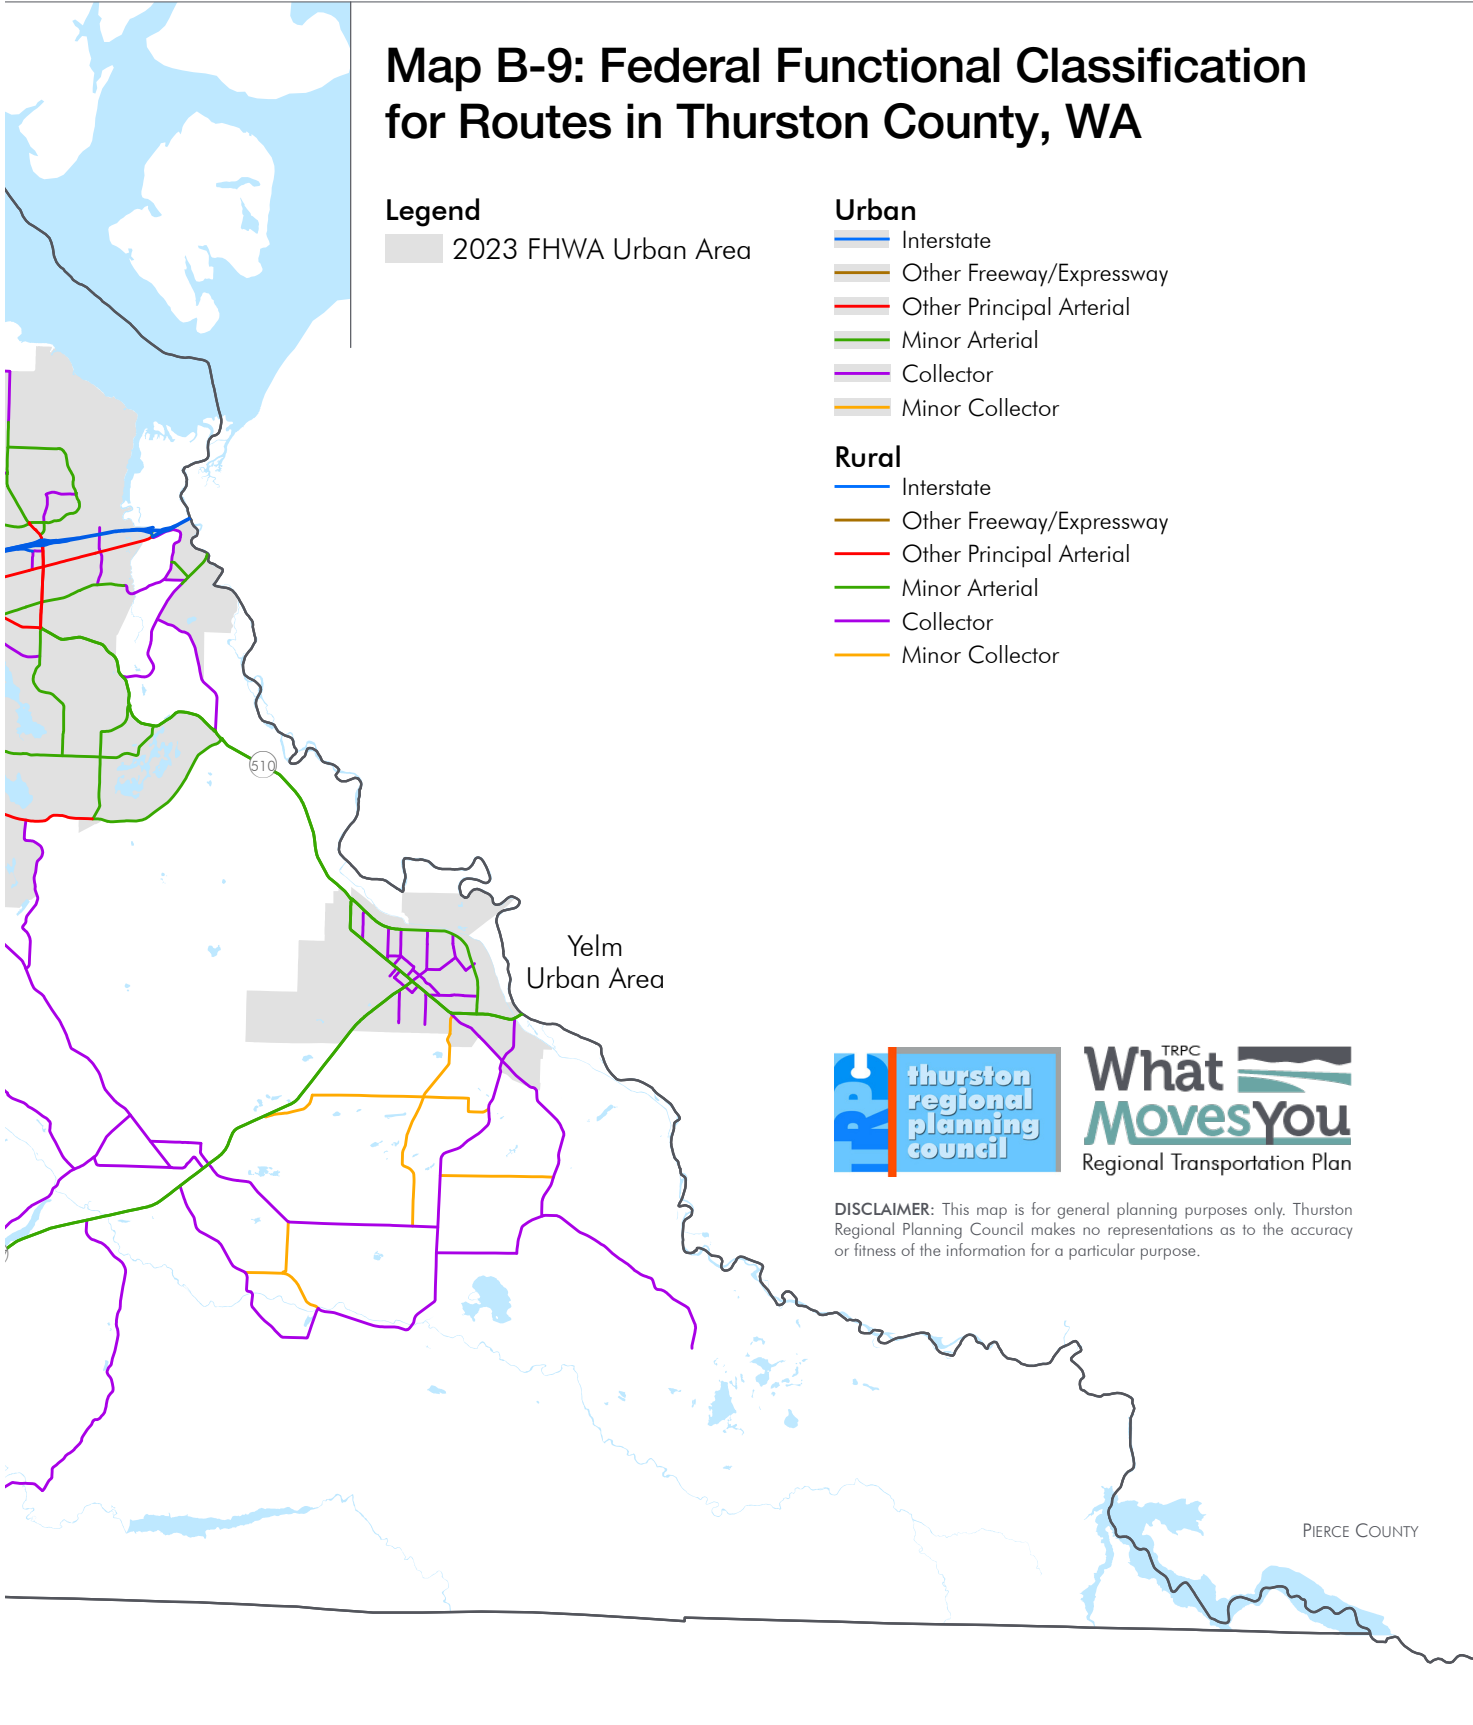 Map B-9: Federal Functional Classification
for Routes in Thurston County, WA
Legend
2023 FHWA Urban Area
Urban
Interstate
Other Freeway/Expressway
Other Principal Arterial
Minor Arterial
Collector
Minor Collector
Rural
Interstate
Other Freeway/Expressway
Other Principal Arterial
Minor Arterial
Collector
Minor Collector
510
Yelm
Urban Area
TRPC
thurston
regional
planning
council
TRPC
What
MovesYou
Regional Transportation Plan
DISCLAIMER: This map is for general planning purposes only. Thurston
Regional Planning Council makes no representations as to the accuracy
or fitness of the information for a particular purpose.
PIERCE COUNTY